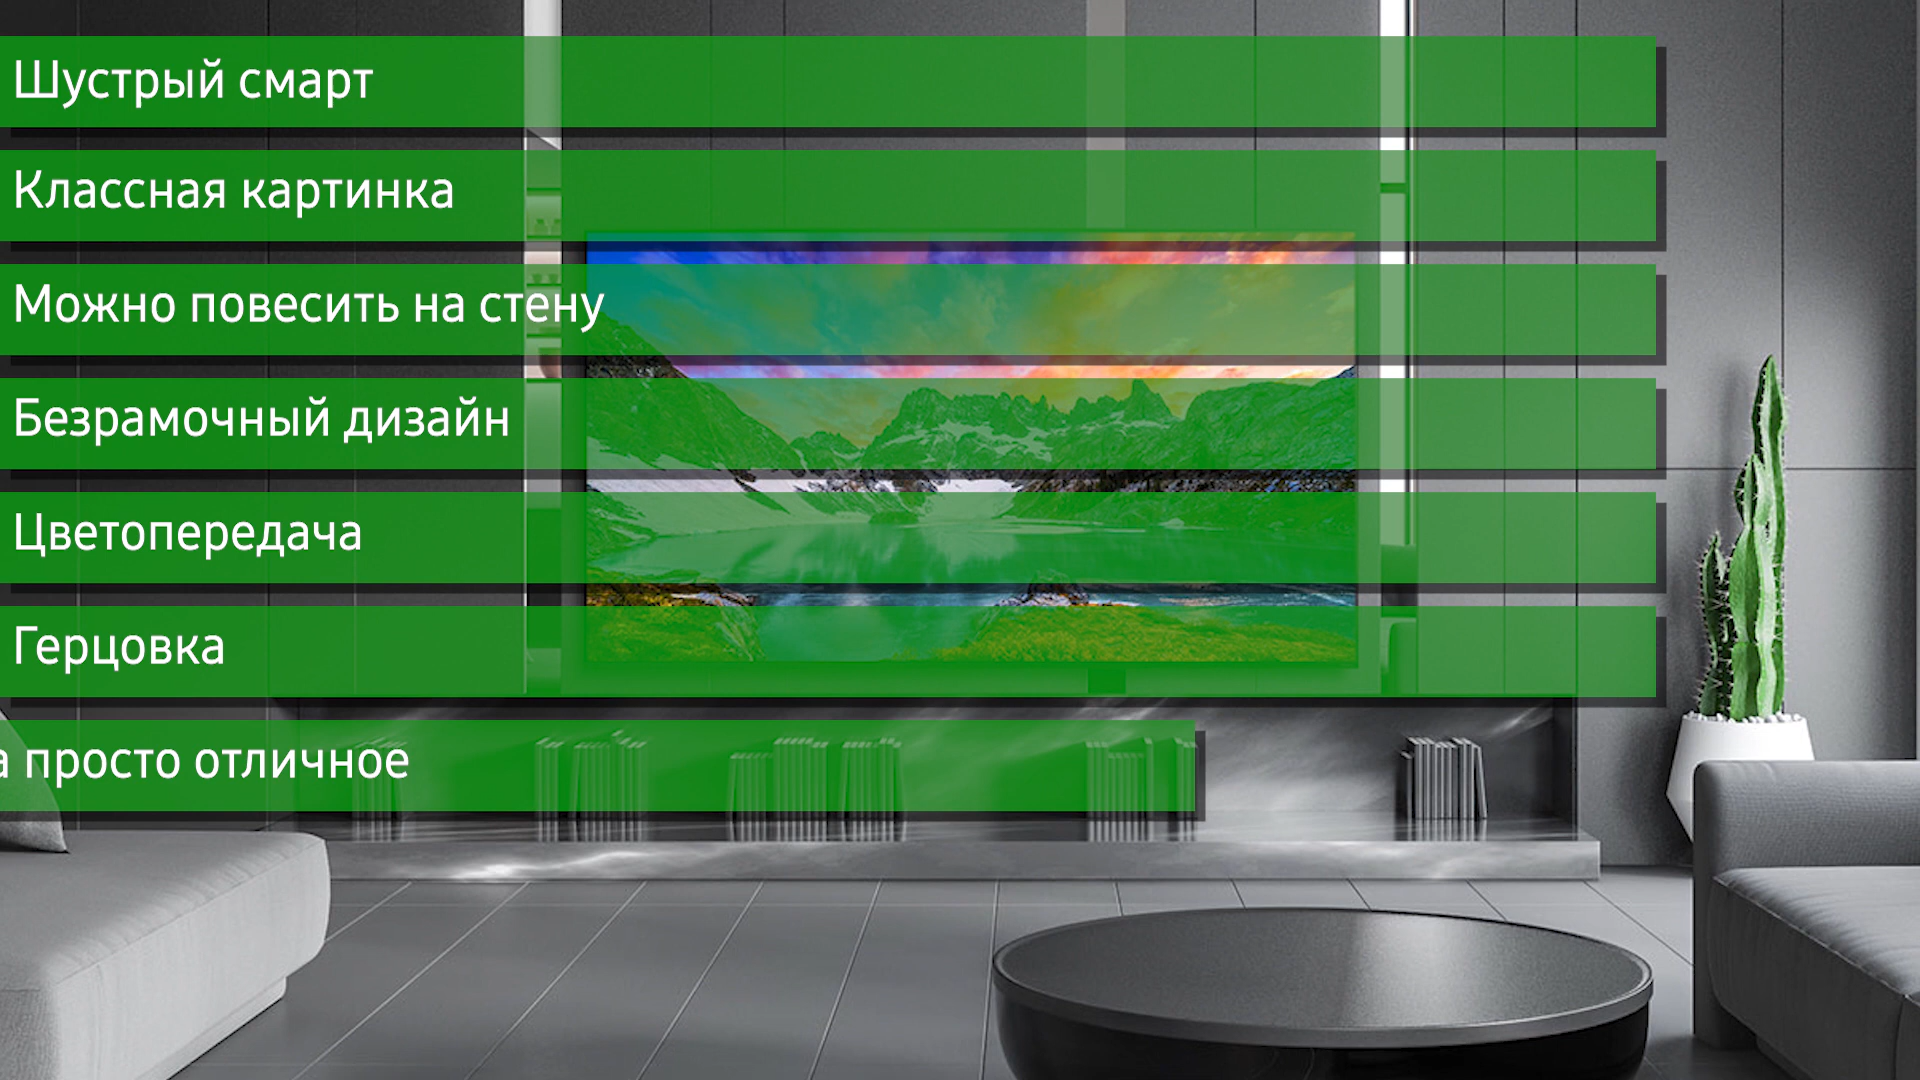 Шустрый смарт
Классная картинка
Можно повесить на стену
Безрамочный дизайн
Цветопередача
Герцовка
просто отличное